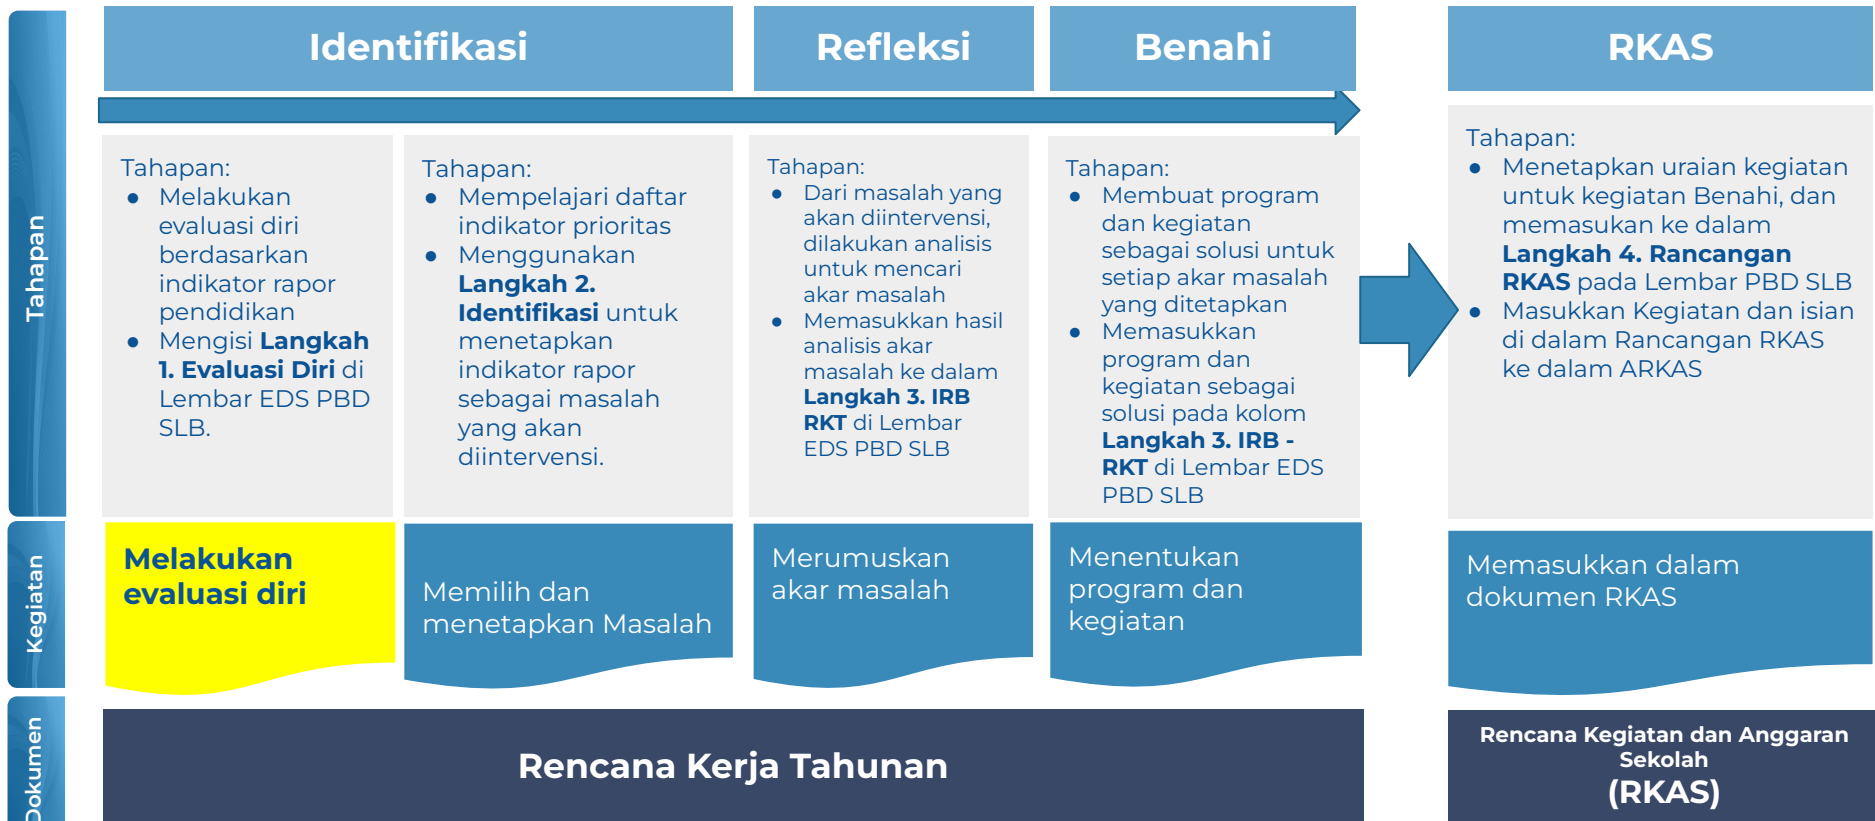 Identifikasi
Refleksi
Benahi
RKAS
Tahapan
Tahapan:
● Melakukan
evaluasi diri
berdasarkan
indikator rapor
pendidikan
● Mengisi Langkah
1. Evaluasi Diri di
Lembar EDS PBD
SLB.
Tahapan:
● Mempelajari daftar
indikator prioritas
● Menggunakan
Langkah 2.
Identifikasi untuk
menetapkan
indikator rapor
sebagai masalah
yang akan
diintervensi.
Tahapan:
● Dari masalah yang
akan diintervensi,
dilakukan analisis
untuk mencari
akar masalah
● Memasukkan hasil
analisis akar
masalah ke dalam
Langkah 3. IRB
RKT di Lembar
EDS PBD SLB
Tahapan:
● Membuat program
dan kegiatan
sebagai solusi untuk
setiap akar masalah
yang ditetapkan
● Memasukkan
program dan
kegiatan sebagai
solusi pada kolom
Langkah 3. IRB -
RKT di Lembar EDS
PBD SLB
Tahapan:
● Menetapkan uraian kegiatan
untuk kegiatan Benahi, dan
memasukan ke dalam
Langkah 4. Rancangan
RKAS pada Lembar PBD SLB
● Masukkan Kegiatan dan isian
di dalam Rancangan RKAS
ke dalam ARKAS
Kegiatan
Melakukan
evaluasi diri
Memilih dan
menetapkan Masalah
Merumuskan
akar masalah
Menentukan
program dan
kegiatan
Memasukkan dalam
dokumen RKAS
Dokumen
Rencana Kerja Tahunan
Rencana Kegiatan dan Anggaran
Sekolah
(RKAS)